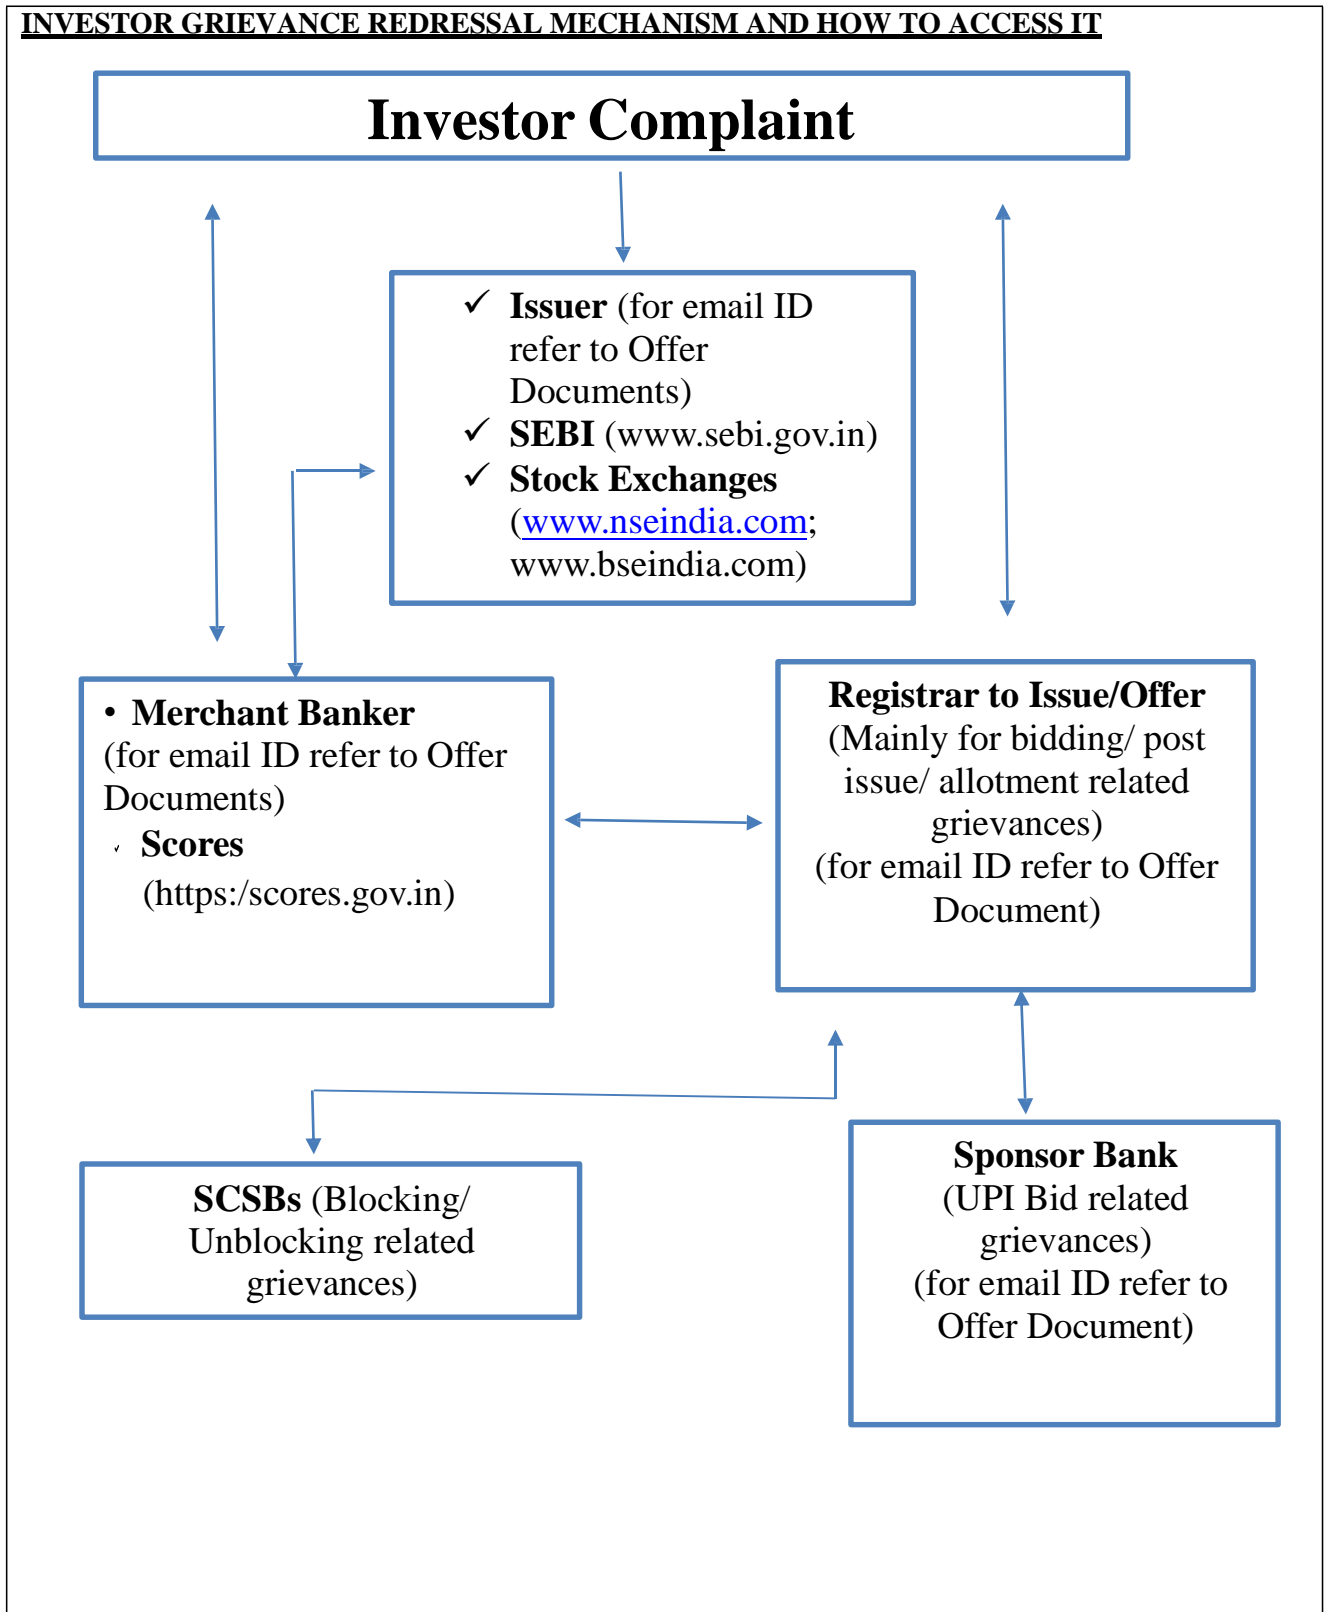 INVESTOR GRIEVANCE REDRESSAL MECHANISM AND HOW TO ACCESS IT
Investor Complaint
✓ Issuer (for email ID
refer to Offer
Documents)
✓ SEBI (www.sebi.gov.in)
✓ Stock Exchanges
(www.nseindia.com;
www.bseindia.com)
• Merchant Banker
(for email ID refer to Offer
Documents)
✓ Scores
(https:/scores.gov.in)
Registrar to Issue/Offer
(Mainly for bidding/ post
issue/ allotment related
grievances)
(for email ID refer to Offer
Document)
SCSBs (Blocking/
Unblocking related
grievances)
Sponsor Bank
(UPI Bid related
grievances)
(for email ID refer to
Offer Document)